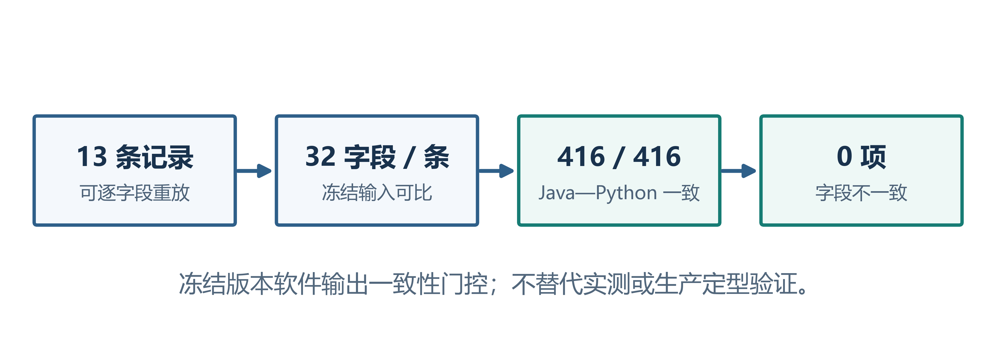 13 条记录
可逐字段重放
32 字段 / 条
冻结输入可比
416 / 416
Java—Python 一致
0 项
字段不一致
冻结版本软件输出一致性门控；不替代实测或生产定型验证。